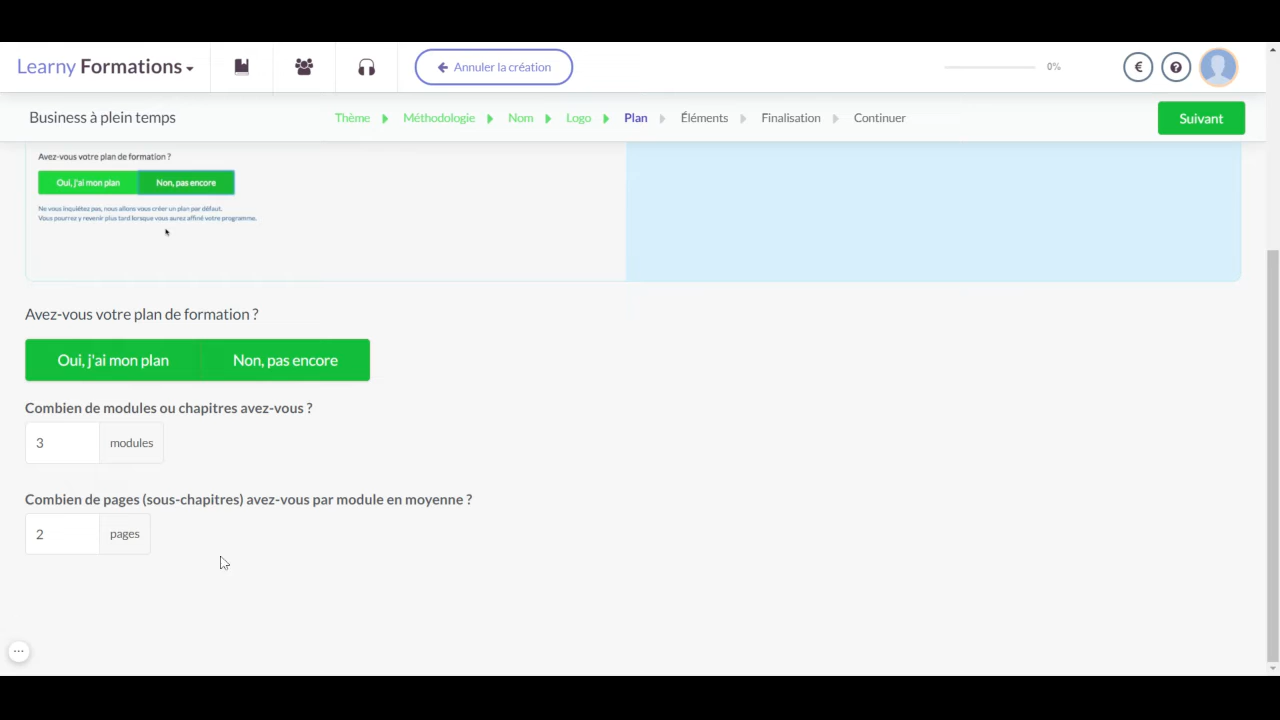 Learny Formations
Annuler la création
0%
€
?
Business à plein temps
Thème
Méthodologie
Nom
Logo
Plan
Éléments
Finalisation
Continuer
Suivant
Avez-vous votre plan de formation ?
Oui, j'ai mon plan
Non, pas encore
Ne vous inquiétez pas, nous allons vous créer un plan par défaut.
Vous pourrez y revenir plus tard lorsque vous aurez affiné votre programme.
Avez-vous votre plan de formation ?
Oui, j'ai mon plan
Non, pas encore
Combien de modules ou chapitres avez-vous ?
3
modules
Combien de pages (sous-chapitres) avez-vous par module en moyenne ?
2
pages
...